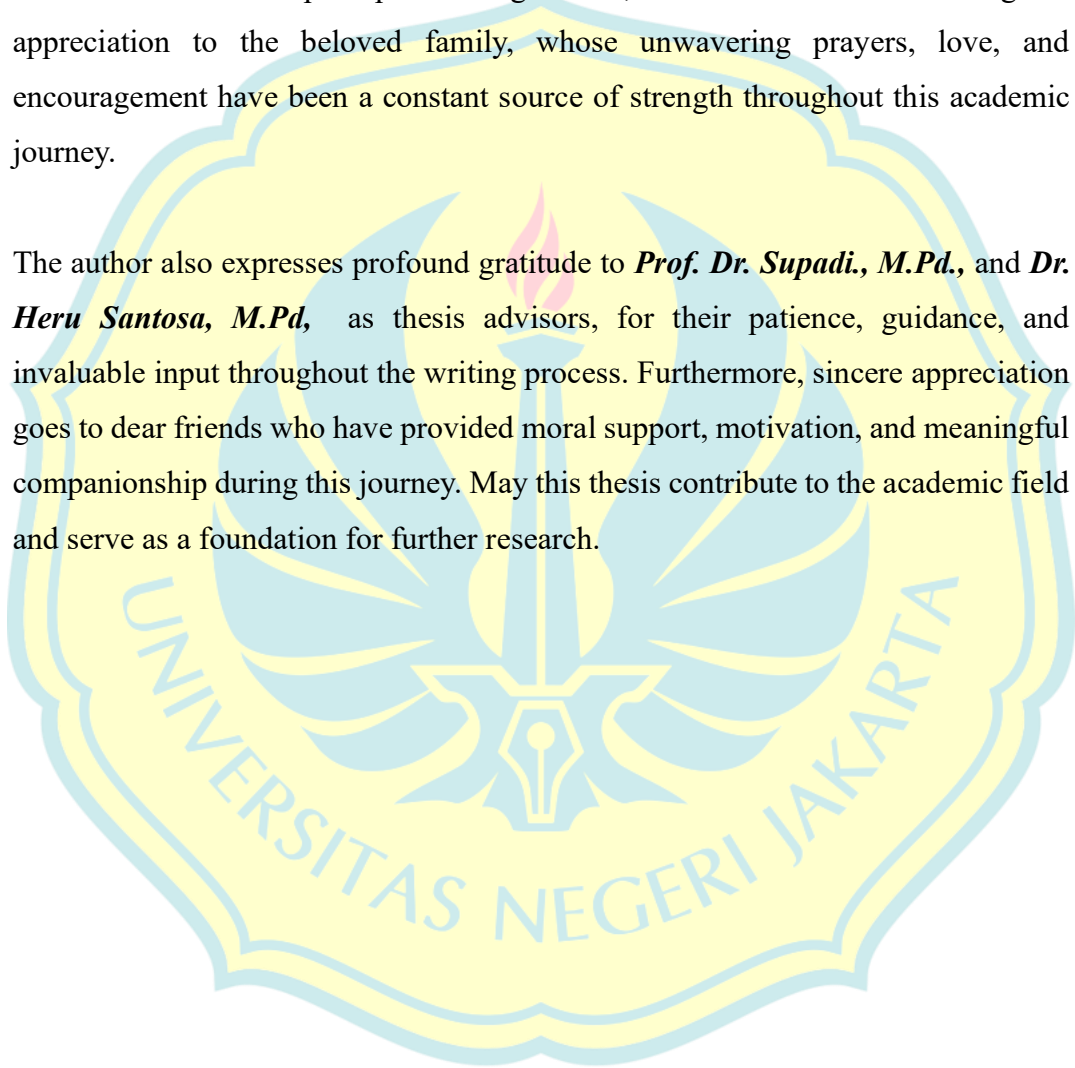 appreciation to the beloved family, whose unwavering prayers, love, and
encouragement have been a constant source of strength throughout this academic
journey.
The author also expresses profound gratitude to Prof. Dr. Supadi., M.Pd., and Dr.
Heru Santosa, M.Pd, as thesis advisors, for their patience, guidance, and
invaluable input throughout the writing process. Furthermore, sincere appreciation
goes to dear friends who have provided moral support, motivation, and meaningful
companionship during this journey. May this thesis contribute to the academic field
and serve as a foundation for further research.
UNIVERSITAS NEGERI JAKARTA